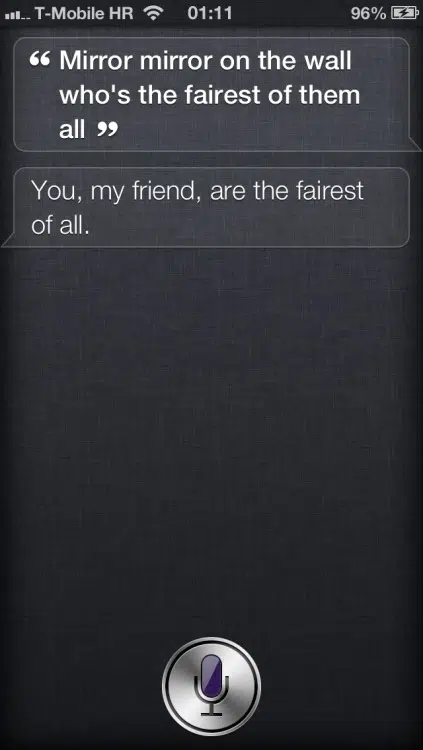 T-Mobile HR 01:11 96%
“ Mirror mirror on the wall
who's the fairest of them
all ”
You, my friend, are the fairest
of all.